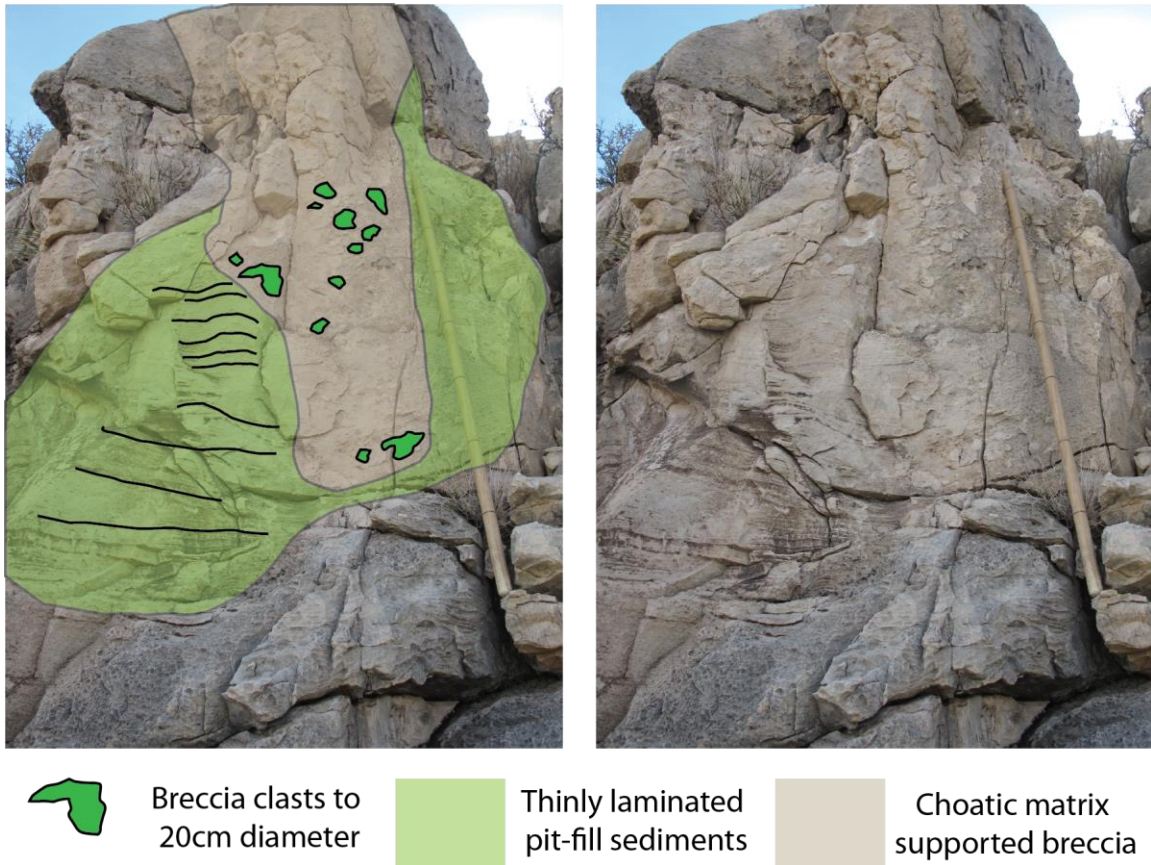 Breccia clasts to
20cm diameter
Thinly laminated
pit-fill sediments
Choatic matrix
supported breccia